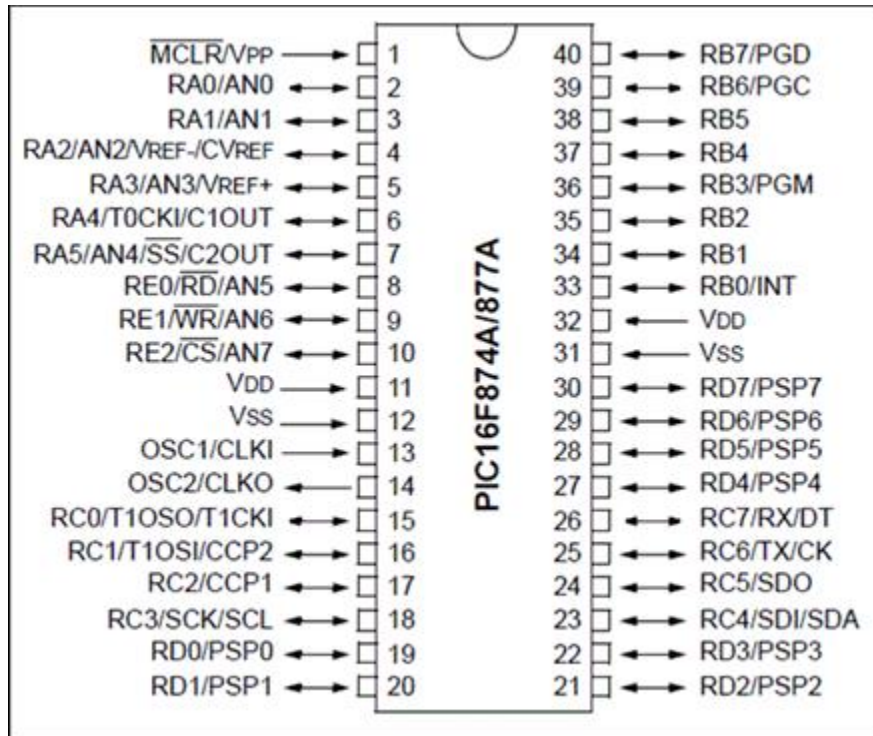 MCLR/VPP 1 40 RB7/PGD
RA0/AN0 2 39 RB6/PGC
RA1/AN1 3 38 RB5
RA2/AN2/VREF-/CVREF 4 37 RB4
RA3/AN3/VREF+ 5 36 RB3/PGM
RA4/T0CKI/C1OUT 6 35 RB2
RA5/AN4/SS/C2OUT 7 34 RB1
RE0/RD/AN5 8 33 RB0/INT
RE1/WR/AN6 9 32 VDD
RE2/CS/AN7 10 31 VSS
VDD 11 30 RD7/PSP7
VSS 12 29 RD6/PSP6
OSC1/CLKI 13 28 RD5/PSP5
OSC2/CLKO 14 27 RD4/PSP4
RC0/T1OSO/T1CKI 15 26 RC7/RX/DT
RC1/T1OSI/CCP2 16 25 RC6/TX/CK
RC2/CCP1 17 24 RC5/SDO
RC3/SCK/SCL 18 23 RC4/SDI/SDA
RD0/PSP0 19 22 RD3/PSP3
RD1/PSP1 20 21 RD2/PSP2
PIC16F874A/877A